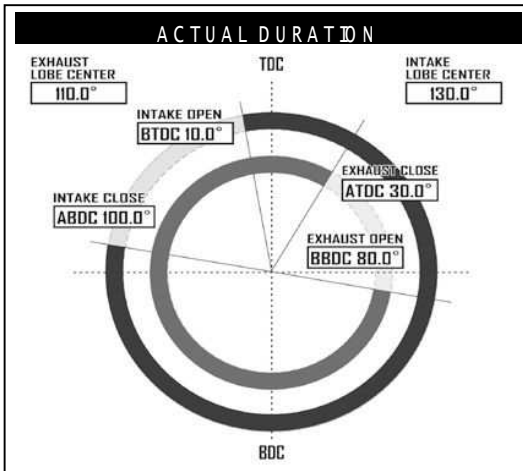 ACTUAL DURATION
EXHAUST
LOBE CENTER
110.0°
TDC
INTAKE
LOBE CENTER
130.0°
INTAKE OPEN
BTDC 10.0°
EXHAUST CLOSE
ATDC 30.0°
INTAKE CLOSE
ABDC 100.0°
EXHAUST OPEN
BBDC 80.0°
BDC